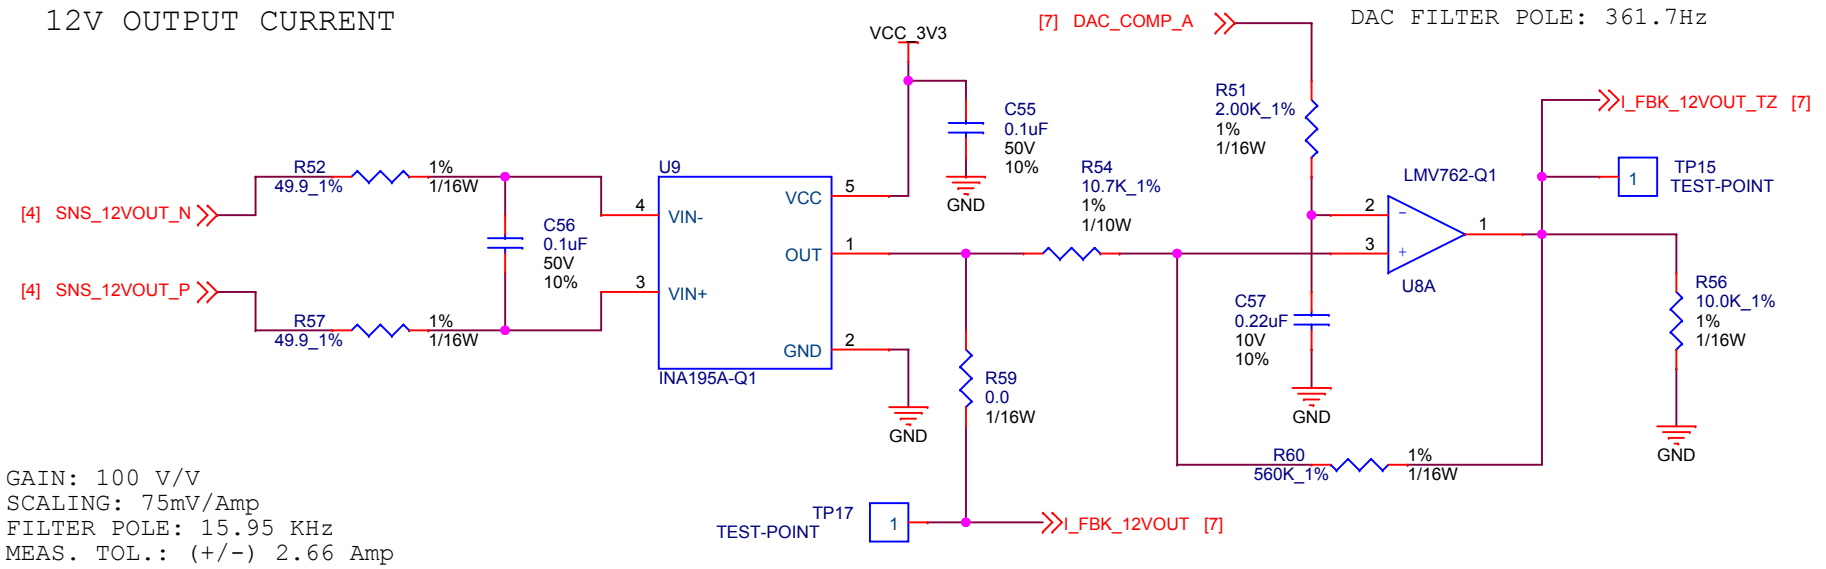 12V OUTPUT CURRENT
[7] DAC_COMP_A
DAC FILTER POLE: 361.7Hz
VCC_3V3
C55
0.1uF
50V
10%
GND
R51
2.00K_1%
1%
1/16W
I_FBK_12VOUT_TZ [7]
TP15
1
TEST-POINT
R52
49.9_1%
1%
1/16W
[4] SNS_12VOUT_N
C56
0.1uF
50V
10%
[4] SNS_12VOUT_P
R57
49.9_1%
1%
1/16W
U9
VCC
5
4
VIN-
OUT
1
3
VIN+
GND
2
INA195A-Q1
GND
R54
10.7K_1%
1%
1/10W
R59
0.0
1/16W
LMV762-Q1
2
-
3
+
1
U8A
C57
0.22uF
10V
10%
GND
R56
10.0K_1%
1%
1/16W
GND
R60
560K_1%
1%
1/16W
TP17
1
TEST-POINT
I_FBK_12VOUT [7]
GAIN: 100 V/V
SCALING: 75mV/Amp
FILTER POLE: 15.95 KHz
MEAS. TOL.: (+/-) 2.66 Amp